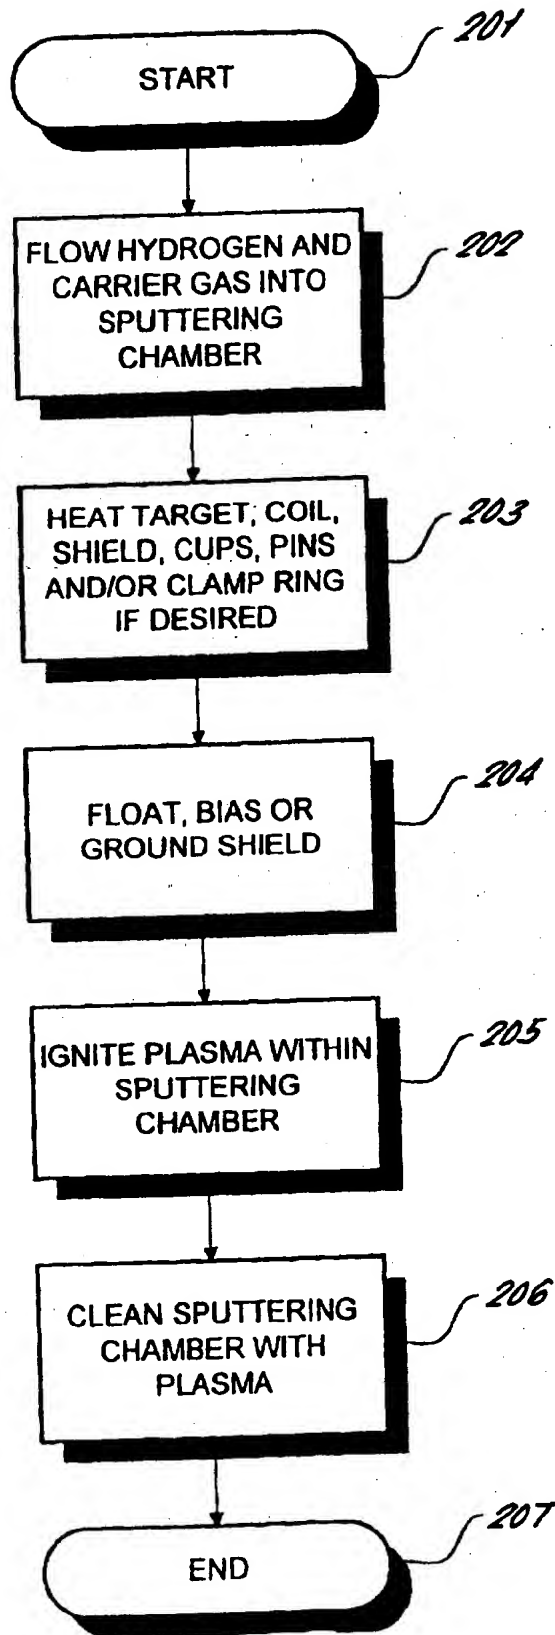 START
201
FLOW HYDROGEN AND
CARRIER GAS INTO
SPUTTERING
CHAMBER
202
HEAT TARGET, COIL,
SHIELD, CUPS, PINS
AND/OR CLAMP RING
IF DESIRED
203
FLOAT, BIAS OR
GROUND SHIELD
204
IGNITE PLASMA WITHIN
SPUTTERING
CHAMBER
205
CLEAN SPUTTERING
CHAMBER WITH
PLASMA
206
END
207